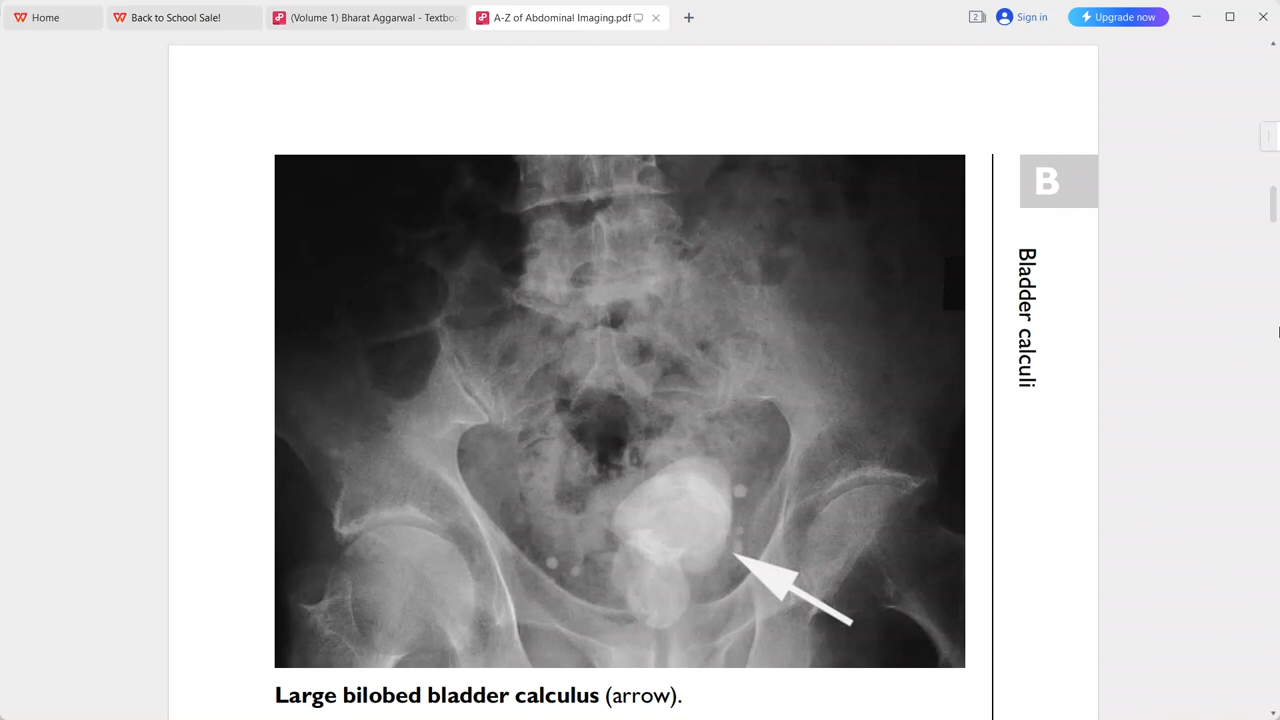 Home
Back to School Sale
(Volume 1) Bharat Aggarwal - Textbo
A-Z of Abdominal Imaging.pdf
2
Sign in
Upgrade now
B
Bladder calculi
Large bilobed bladder calculus (arrow).